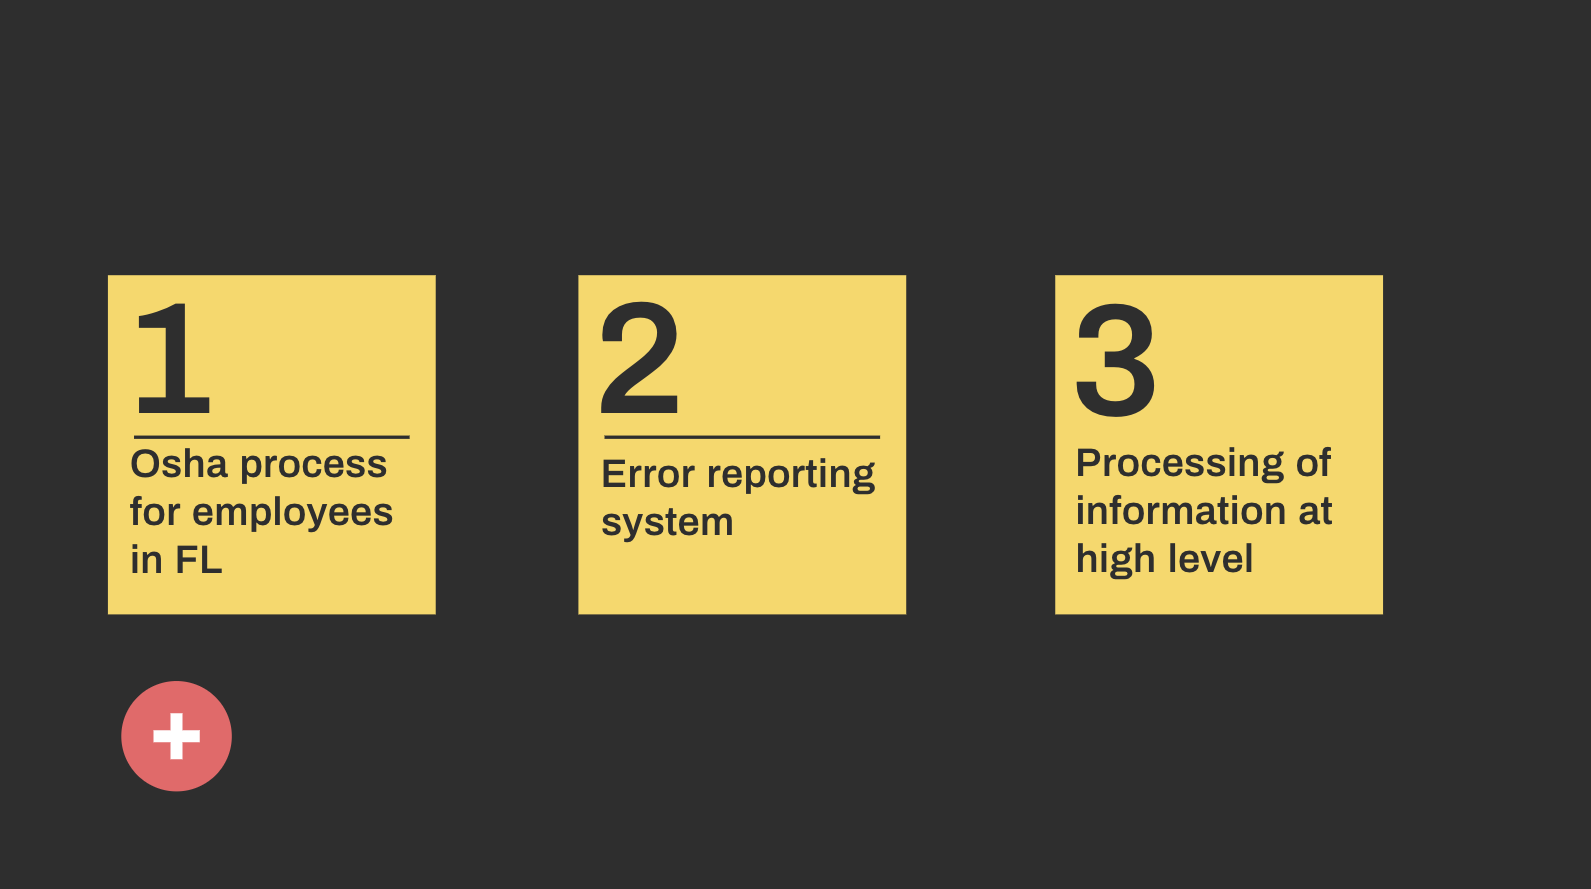 1
Osha process
for employees
in FL
2
Error reporting
system
3
Processing of
information at
high level